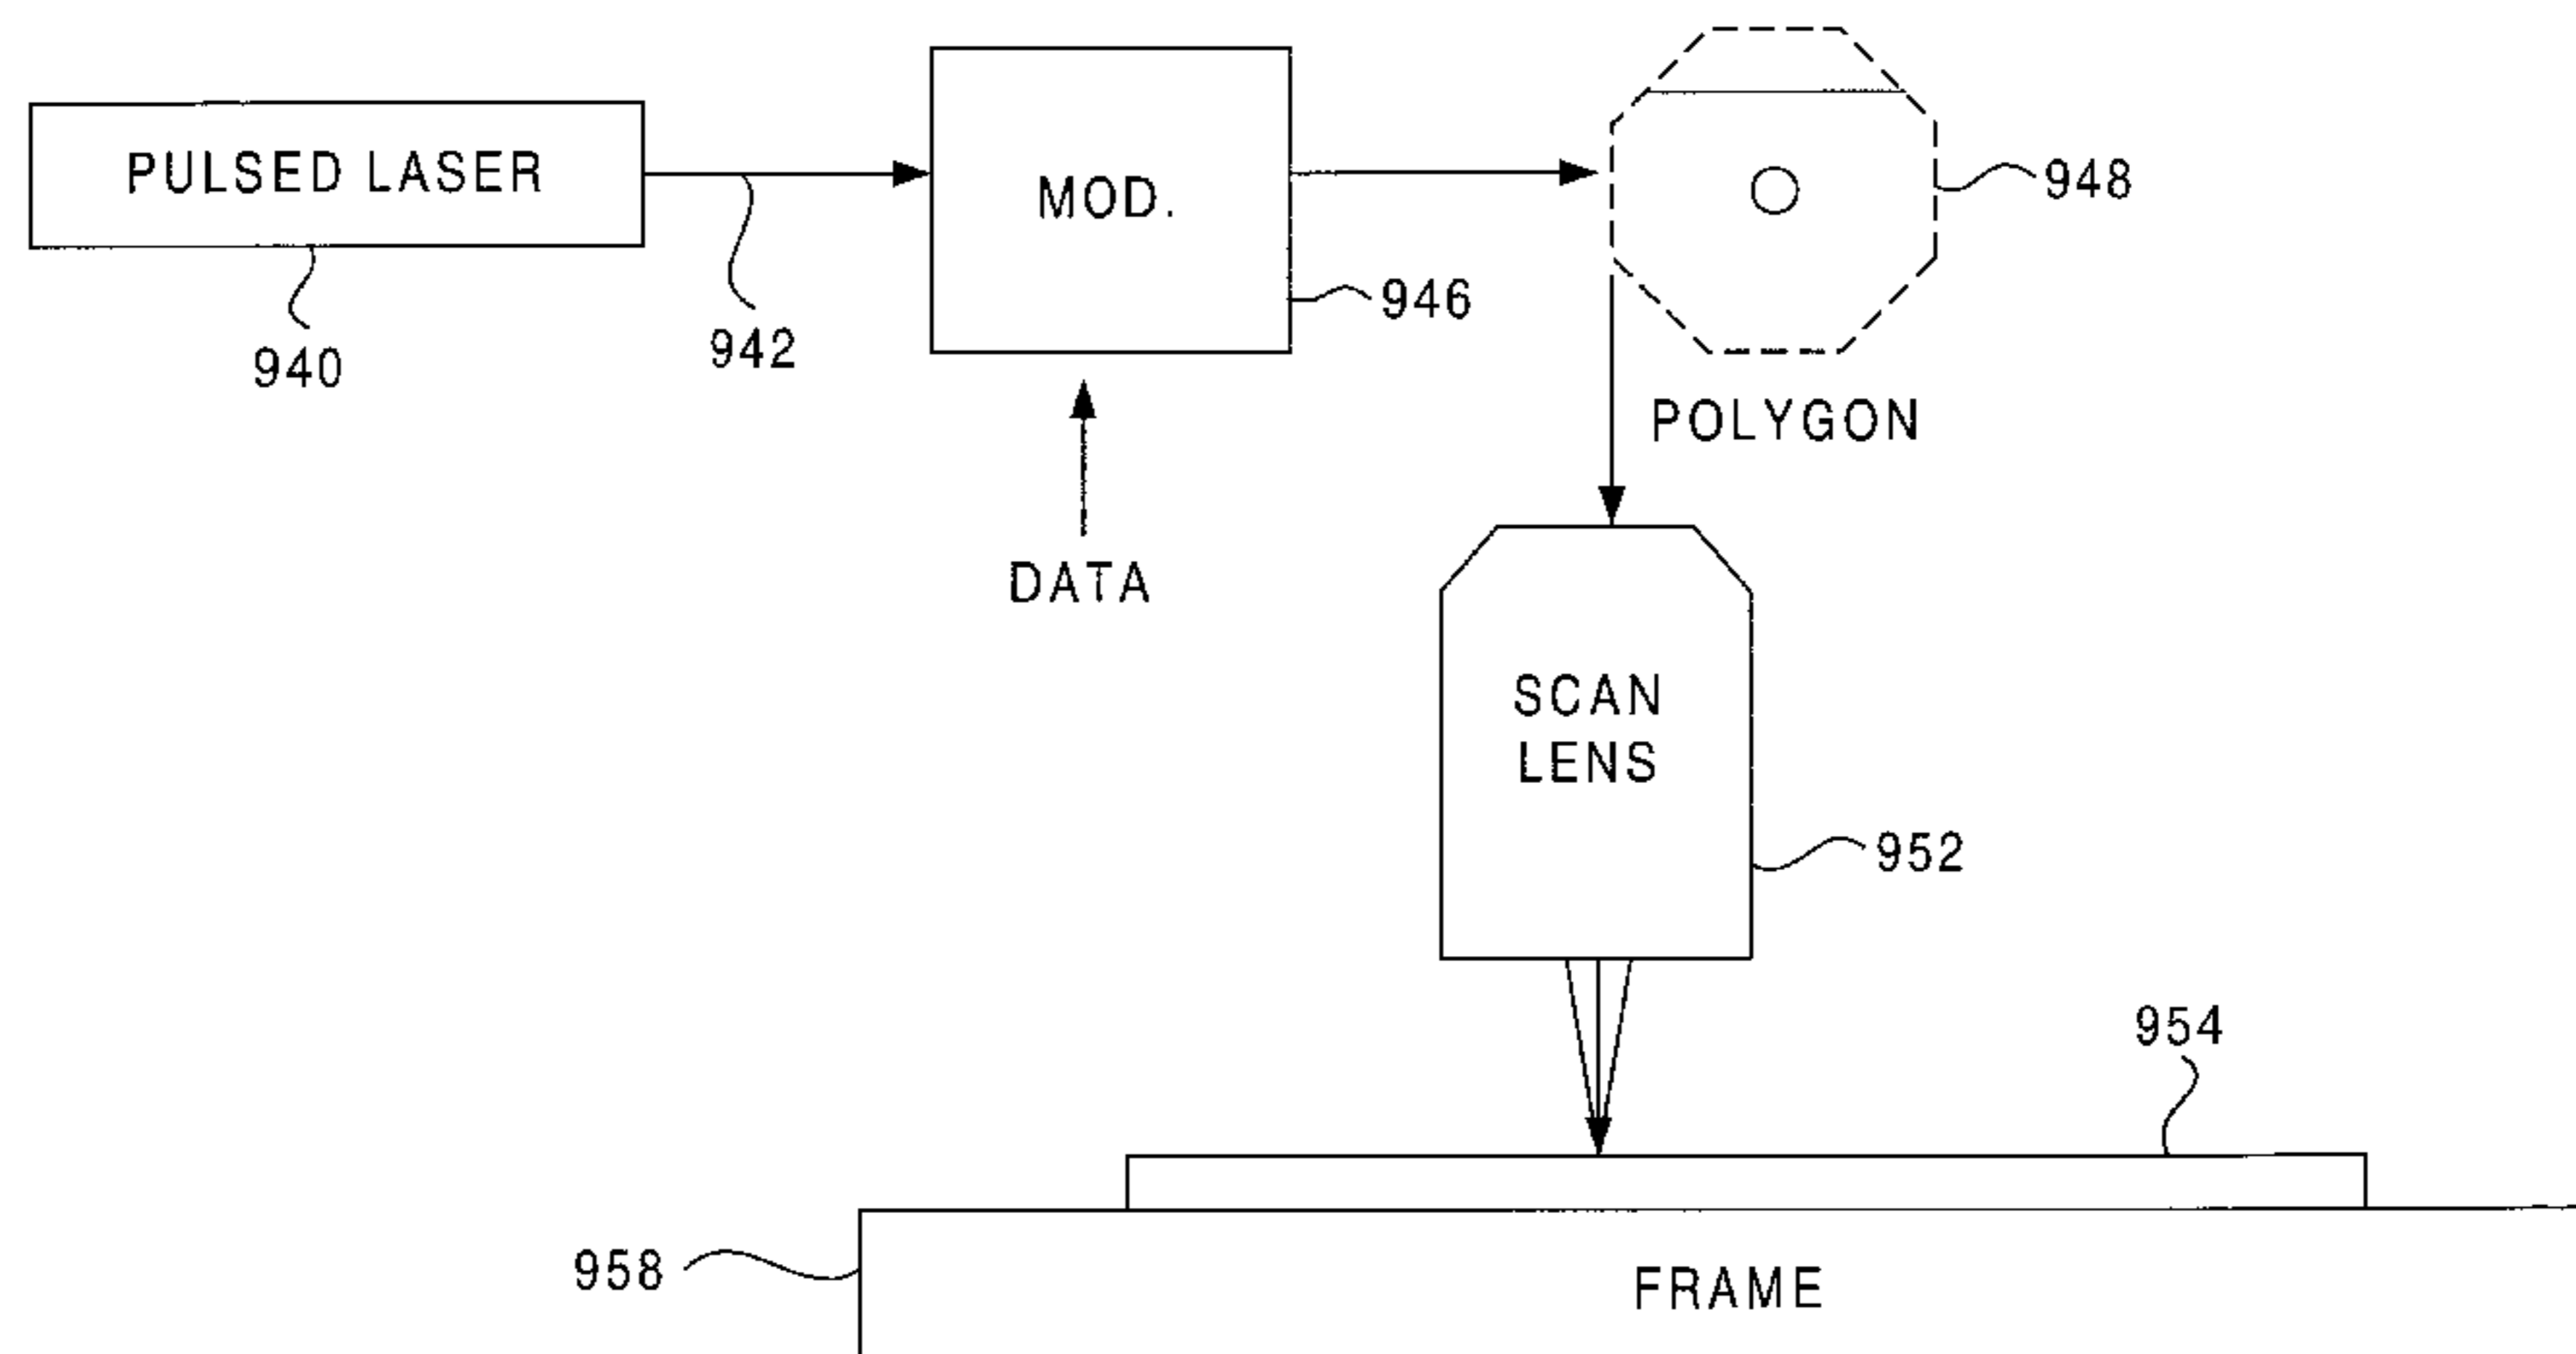 PULSED LASER
940
942
MOD.
946
948
POLYGON
DATA
SCAN
LENS
952
954
958
FRAME